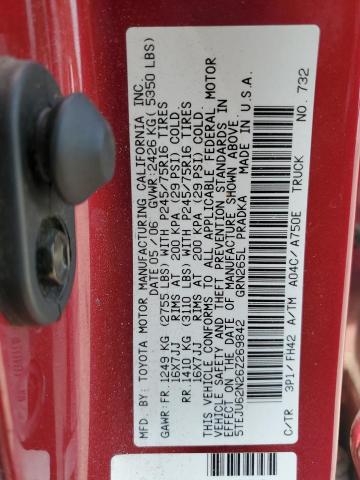 MFD. BY: TOYOTA MOTOR MANUFACTURING CALIFORNIA INC.
DATE 05 / 06 GVWR: 2426 KG( 5350 LBS)
GAWR: FR. 1249 KG (2755 LBS) WITH P245/75R16 TIRES
16X7JJ RIMS AT 200 KPA (29 PSI) COLD
RR. 1410 KG (3110 LBS) WITH P245/75R16 TIRES
16X7JJ RIMS AT 200 KPA (29 PSI) COLD
THIS VEHICLE CONFORMS TO ALL APPLICABLE FEDERAL MOTOR
VEHICLE SAFETY AND THEFT PREVENTION STANDARDS IN
EFFECT ON THE DATE OF MANUFACTURE SHOWN ABOVE.
5TEJU62N26Z269842 GRN265L PRADKA MADE IN U.S.A.
C/TR 3P1/ FH42 A/TM A04C/A750E TRUCK
NO. 732